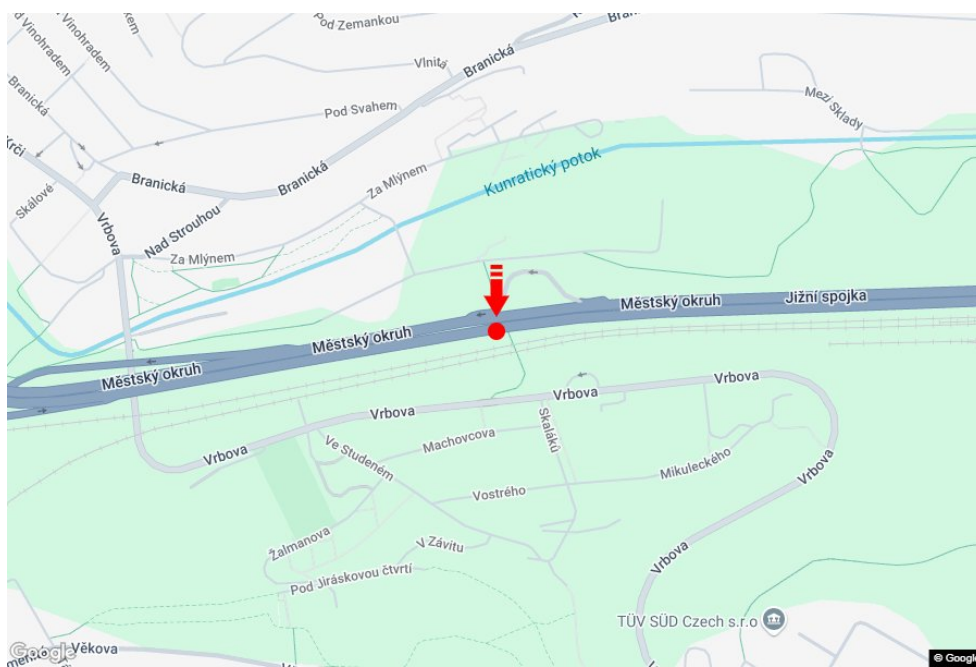 Pod Zemankou
Pod Vinohradem
Vinohradem
Branická
Vlnitá
Branická
Mezi Sklady
Pod Svahem
Krčí
Kunratický potok
Branická
Branická
Za Mlýnem
Skálové
Vrbova
Nad Strouhou
Za Mlýnem
Městský okruh
Jižní spojka
Městský okruh
Městský okruh
Vrbova
Vrbova
Vrbova
Skaláků
Machovcova
Vrbova
Ve Studeném
Mikuleckého
Vrbova
Vostrého
Žalmanova
V Závitu
Vrbova
Pod Jiráskovou čtvrtí
TÜV SÜD Czech s.r.o
Google
Věkova
© Google